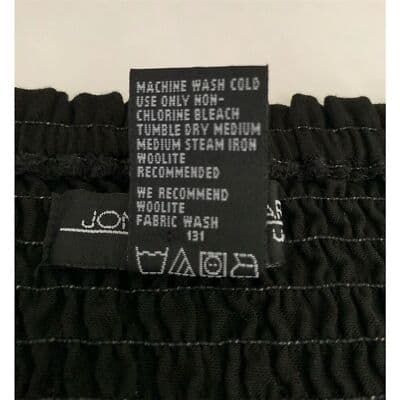 MACHINE WASH COLD
USE ONLY NON-
CHLORINE BLEACH
TUMBLE DRY MEDIUM
MEDIUM STEAM IRON
WOOLITE
RECOMMENDED
WE RECOMMEND
WOOLITE
FABRIC WASH
131